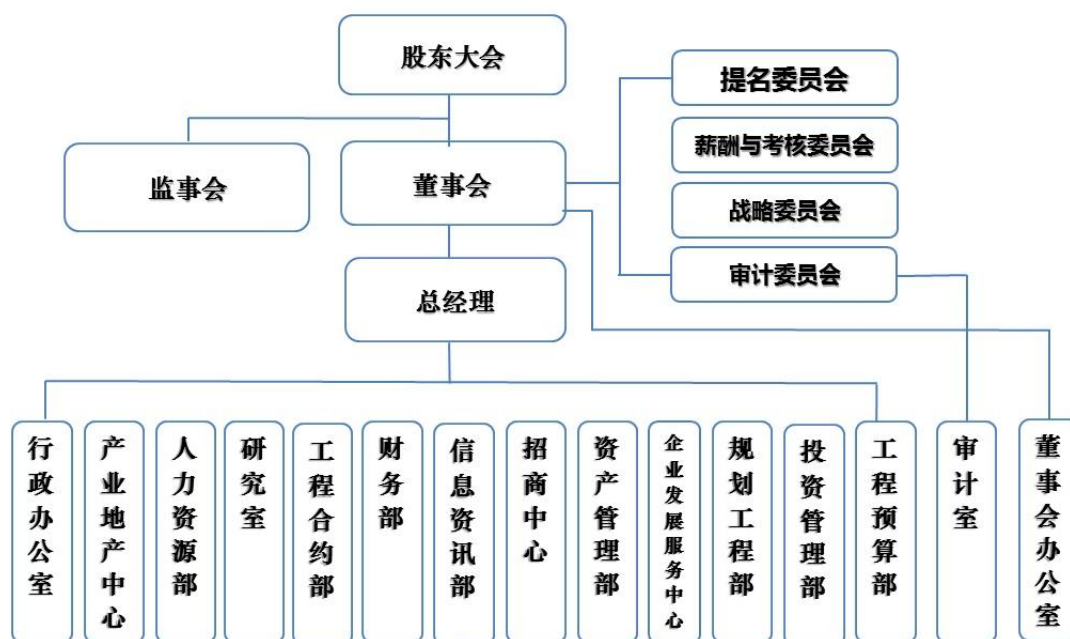 股东大会
提名委员会
薪酬与考核委员会
监事会
董事会
战略委员会
审计委员会
总经理
行政办公室
产业地产中心
人力资源部
研究室
工程合约部
财务部
信息资讯部
招商中心
资产管理部
企业发展服务中心
规划工程部
投资管理部
工程预算部
审计室
董事会办公室